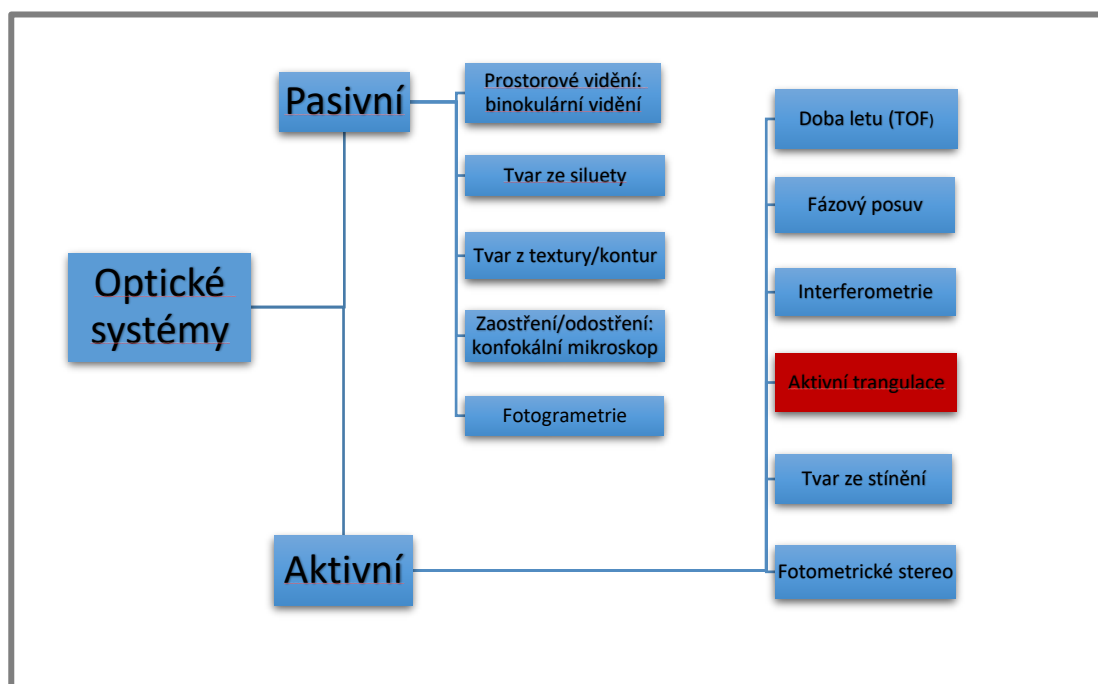 Optické
systémy
Pasivní
Prostorové vidění:
binokulární vidění
Tvar ze siluety
Tvar z textury/kontur
Zaostření/odostření:
konfokální mikroskop
Fotogrametrie
Aktivní
Doba letu (TOF)
Fázový posuv
Interferometrie
Aktivní trangulace
Tvar ze stínění
Fotometrické stereo